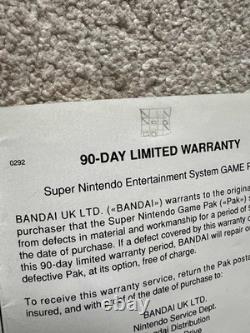 0292
90-DAY LIMITED WARRANTY
Super Nintendo Entertainment System GAME P
BANDAI UK LTD. («BANDAI») warrants to the origina
purchaser that the Super Nintendo Game Pak («Pak»)
from defects in material and workmanship for a period of
the date of purchase. If a defect covered by this warranty
this 90-day limited warranty period, BANDAI will repair o
defective Pak, at its option, free of charge.
To receive this warranty service, return the Pak posta
insured, and with proof of the date of purchase to:
BANDAI UK LTD.
Nintendo Service Dept.
Distribution
Drive